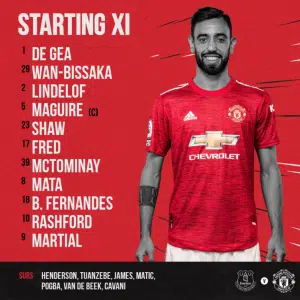 STARTING XI
1 DE GEA
29 WAN-BISSAKA
2 LINDELOF
5 MAGUIRE (C)
23 SHAW
17 FRED
39 MCTOMINAY
8 MATA
18 B. FERNANDES
10 RASHFORD
9 MARTIAL
CHEVROLET
SUBS HENDERSON, TUANZEBE, JAMES, MATIC,
POGBA, VAN DE BEEK, CAVANI
V